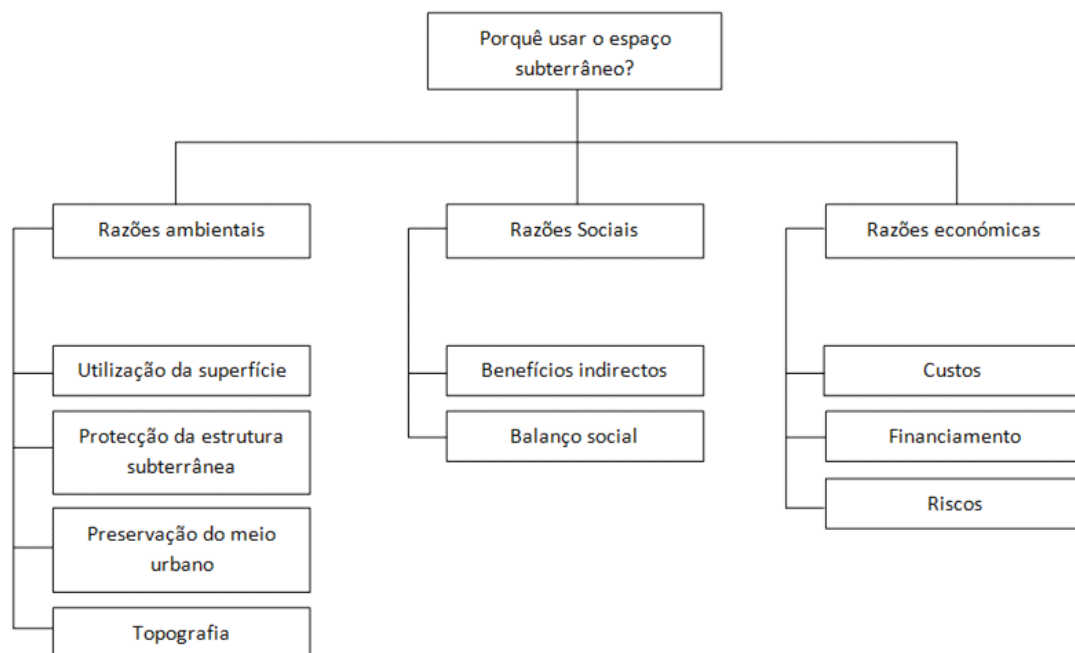 Porquê usar o espaço
subterrâneo?
Razões ambientais
Razões Sociais
Razões económicas
Utilização da superfície
Protecção da estrutura
subterrânea
Preservação do meio
urbano
Topografia
Benefícios indirectos
Balanço social
Custos
Financiamento
Riscos